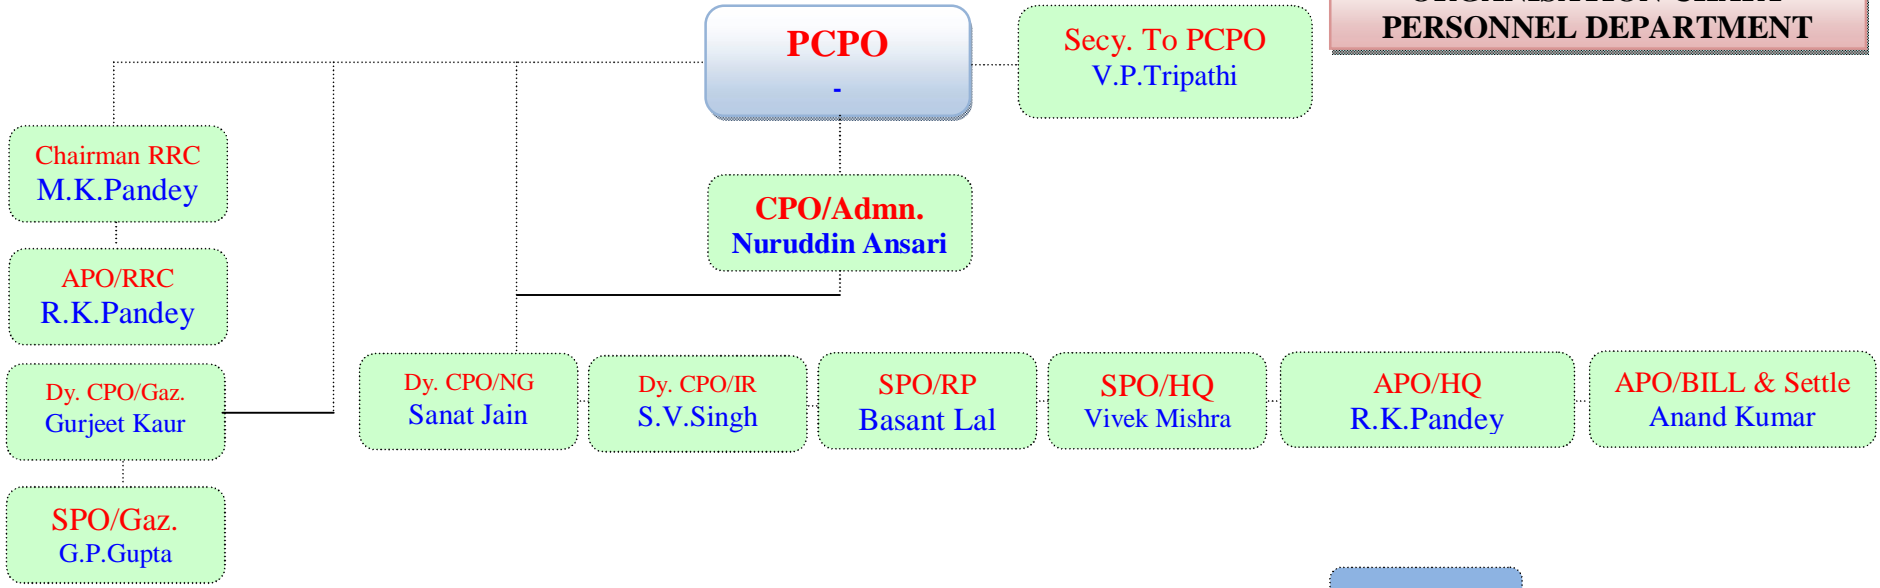 PERSONNEL DEPARTMENT
PCPO
-
Secy. To PCPO
V.P.Tripathi
Chairman RRC
M.K.Pandey
CPO/Admn.
Nuruddin Ansari
APO/RRC
R.K.Pandey
Dy. CPO/Gaz.
Gurjeet Kaur
Dy. CPO/NG
Sanat Jain
Dy. CPO/IR
S.V.Singh
SPO/RP
Basant Lal
SPO/HQ
Vivek Mishra
APO/HQ
R.K.Pandey
APO/BILL & Settle
Anand Kumar
SPO/Gaz.
G.P.Gupta